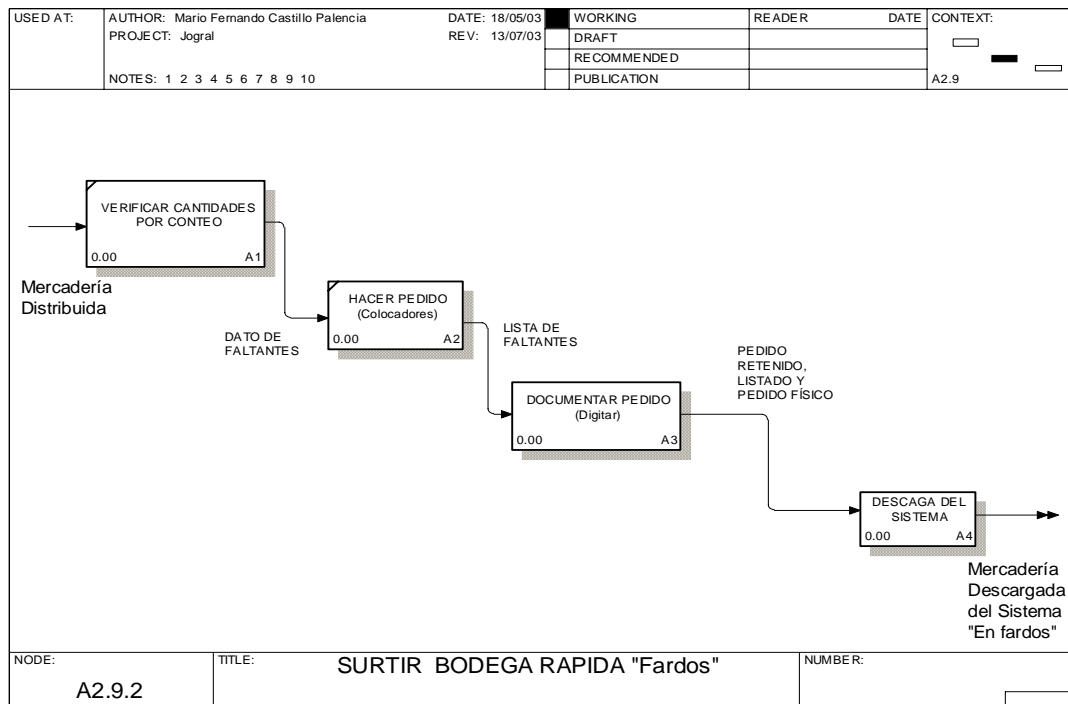 USED AT:
AUTHOR: Mario Fernando Castillo Palencia
DATE: 18/05/03
PROJECT: Jogral
REV: 13/07/03
NOTES: 1 2 3 4 5 6 7 8 9 10
WORKING
DRAFT
RECOMMENDED
PUBLICATION
READER
DATE
CONTEXT:
A2.9
VERIFICAR CANTIDADES
POR CONTEO
0.00
A1
Mercadería
Distribuida
HACER PEDIDO
(Colocadores)
0.00
A2
DATO DE
FALTANTES
LISTA DE
FALTANTES
DOCUMENTAR PEDIDO
(Digitar)
0.00
A3
PEDIDO
RETENIDO,
LISTADO Y
PEDIDO FÍSICO
DESCAGA DEL
SISTEMA
0.00
A4
Mercadería
Descargada
del Sistema
"En fardos"
NODE:
A2.9.2
TITLE:
SURTIR BODEGA RAPIDA "Fardos"
NUMBER: